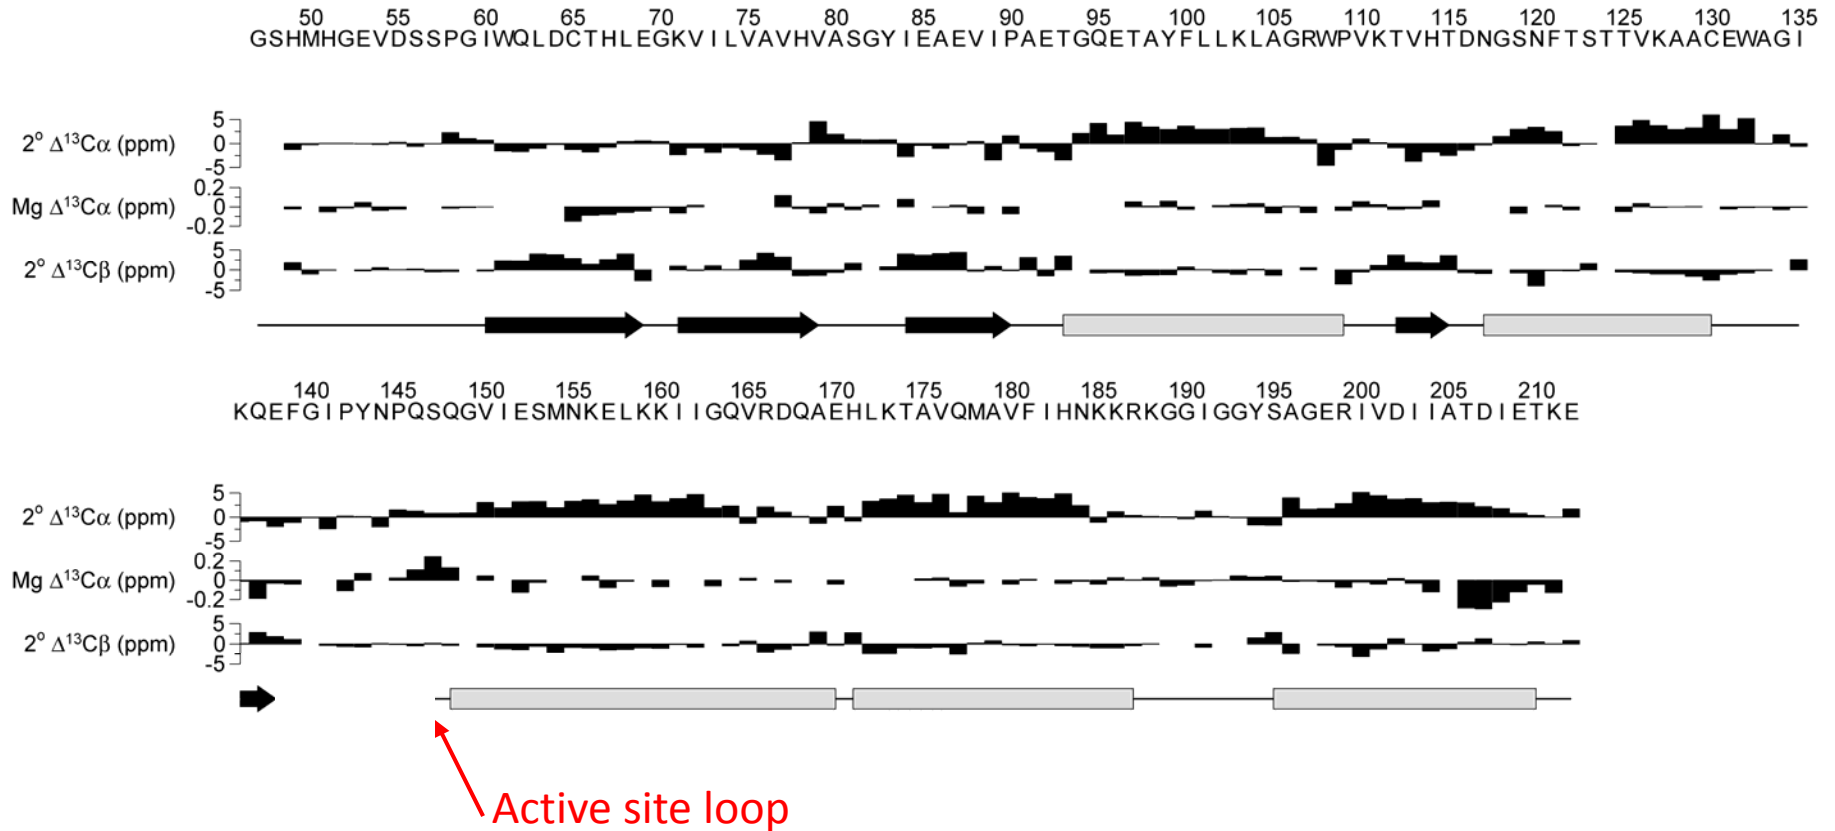 50 55 60 65 70 75 80 85 90 95 100 105 110 115 120 125 130 135
GSHMHGEVDSSPGIWQLDCTHLEGKVILVAVHVASGYIEAEVIPAETGQETAYFLLKLAGRWPVKTVHTDNGSNFTSTTVKAACEWAGI
5
2° Δ¹³Cα (ppm) 0
-5
0.2
Mg Δ¹³Cα (ppm) 0
-0.2
5
2° Δ¹³Cβ (ppm) 0
-5
140 145 150 155 160 165 170 175 180 185 190 195 200 205 210
KQEFGIPYNPQSQGVIESMNKELKKIIGQVRDQAEHLKTAVQMAVFIHNKKRKGGIGGYSAGERIVDIIATDIETKE
5
2° Δ¹³Cα (ppm) 0
-5
0.2
Mg Δ¹³Cα (ppm) 0
-0.2
5
2° Δ¹³Cβ (ppm) 0
-5
Active site loop